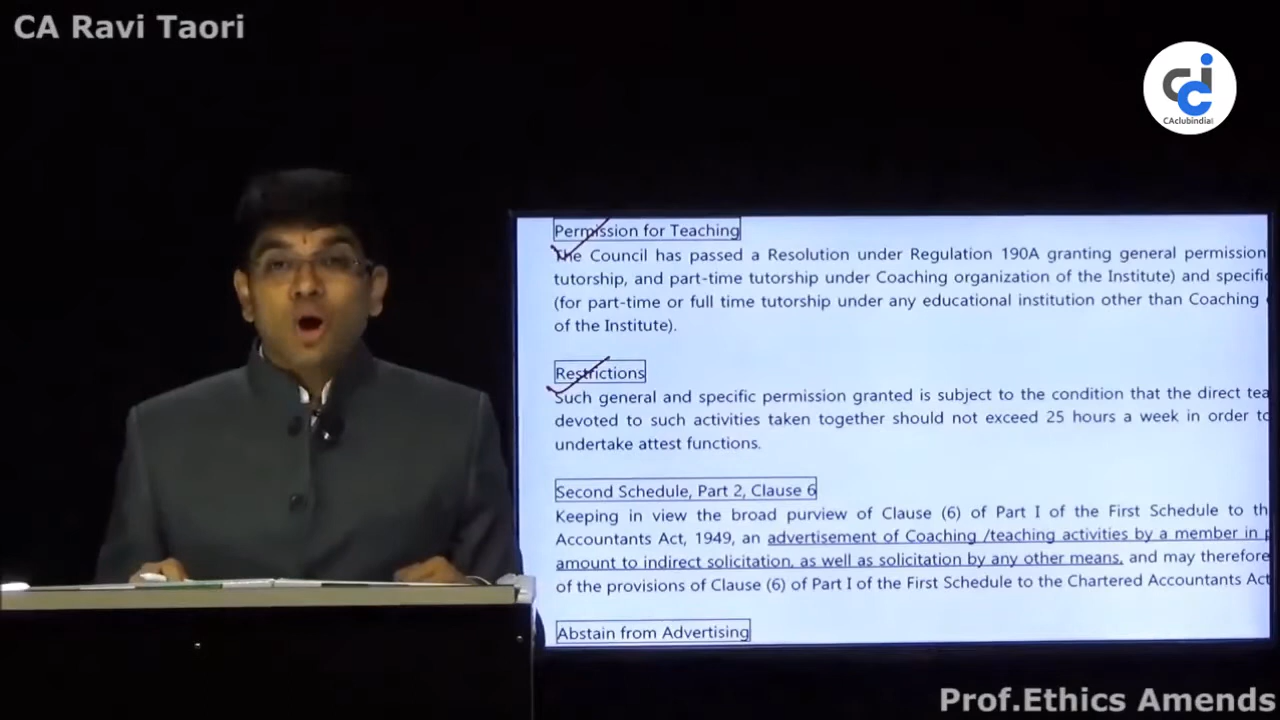 CA Ravi Taori
CAclubindia
Permission for Teaching
The Council has passed a Resolution under Regulation 190A granting general permission
tutorship, and part-time tutorship under Coaching organization of the Institute) and
(for part-time or full time tutorship under any educational institution other than Coaching
of the Institute).
Restrictions
Such general and specific permission granted is subject to the condition that the direct
devoted to such activities taken together should not exceed 25 hours a week in order to
undertake attest functions.
Second Schedule, Part 2, Clause 6
Keeping in view the broad purview of Clause (6) of Part I of the First Schedule to
Accountants Act, 1949, an advertisement of Coaching /teaching activities by a member in
amount to indirect solicitation, as well as solicitation by any other means, and may therefore
of the provisions of Clause (6) of Part I of the First Schedule to the Chartered Accountants Act
Abstain from Advertising
Prof.Ethics Amends